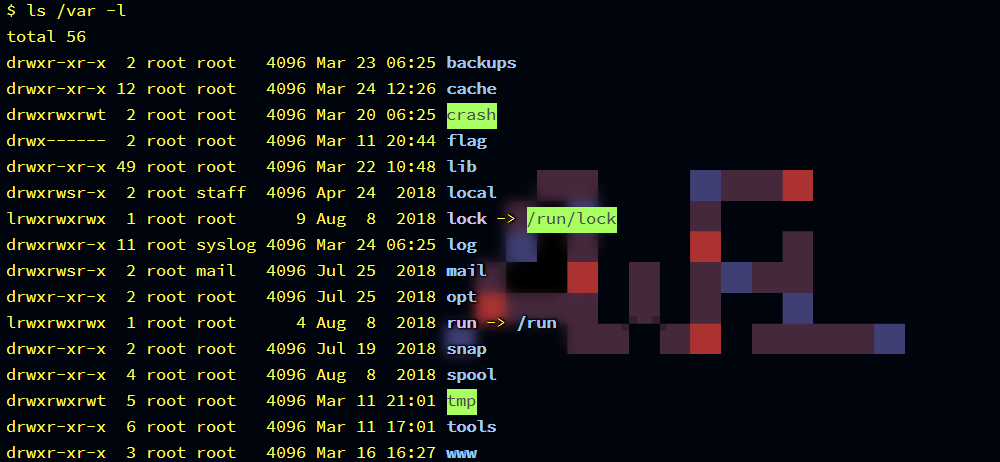 $ ls /var -l
total 56
drwxr-xr-x  2 root root   4096 Mar 23 06:25 backups
drwxr-xr-x 12 root root   4096 Mar 24 12:26 cache
drwxrwxrwt  2 root root   4096 Mar 20 06:25 crash
drwx------  2 root root   4096 Mar 11 20:44 flag
drwxr-xr-x 49 root root   4096 Mar 22 10:48 lib
drwxrwsr-x  2 root staff  4096 Apr 24  2018 local
lrwxrwxrwx  1 root root      9 Aug  8  2018 lock -> /run/lock
drwxrwxr-x 11 root syslog 4096 Mar 24 06:25 log
drwxrwsr-x  2 root mail   4096 Jul 25  2018 mail
drwxr-xr-x  2 root root   4096 Jul 25  2018 opt
lrwxrwxrwx  1 root root      4 Aug  8  2018 run -> /run
drwxr-xr-x  2 root root   4096 Jul 19  2018 snap
drwxr-xr-x  4 root root   4096 Aug  8  2018 spool
drwxrwxrwt  5 root root   4096 Mar 11 21:01 tmp
drwxr-xr-x  6 root root   4096 Mar 11 17:01 tools
drwxr-xr-x  3 root root   4096 Mar 16 16:27 www